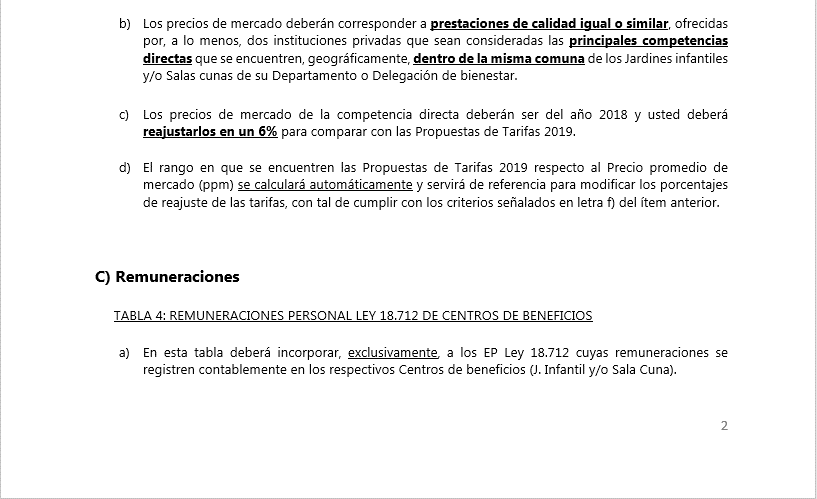 b) Los precios de mercado deberán corresponder a prestaciones de calidad igual o similar, ofrecidas
por, a lo menos, dos instituciones privadas que sean consideradas las principales competencias
directas que se encuentren, geográficamente, dentro de la misma comuna de los Jardines infantiles
y/o Salas cunas de su Departamento o Delegación de bienestar.
c) Los precios de mercado de la competencia directa deberán ser del año 2018 y usted deberá
reajustarlos en un 6% para comparar con las Propuestas de Tarifas 2019.
d) El rango en que se encuentren las Propuestas de Tarifas 2019 respecto al Precio promedio de
mercado (ppm) se calculará automáticamente y servirá de referencia para modificar los porcentajes
de reajuste de las tarifas, con tal de cumplir con los criterios señalados en letra f) del ítem anterior.
C) Remuneraciones
TABLA 4: REMUNERACIONES PERSONAL LEY 18.712 DE CENTROS DE BENEFICIOS
a) En esta tabla deberá incorporar, exclusivamente, a los EP Ley 18.712 cuyas remuneraciones se
registren contablemente en los respectivos Centros de beneficios (J. Infantil y/o Sala Cuna).
2